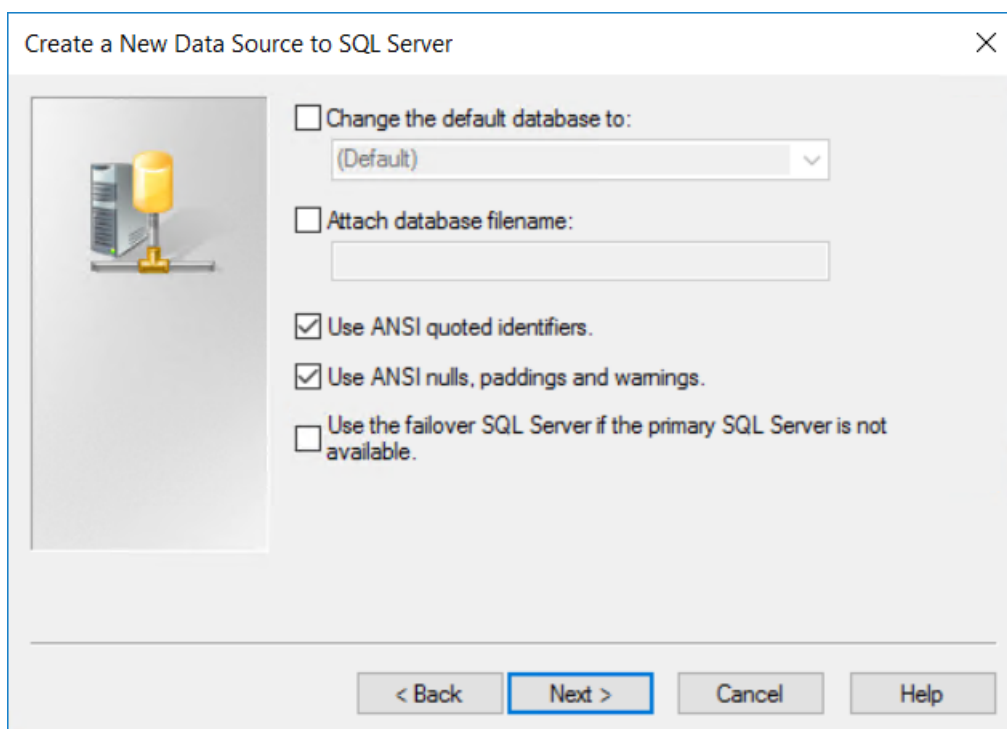 Create a New Data Source to SQL Server
Change the default database to:
(Default)
Attach database filename:
Use ANSI quoted identifiers.
Use ANSI nulls, paddings and warnings.
Use the failover SQL Server if the primary SQL Server is not
available.
< Back Next > Cancel Help